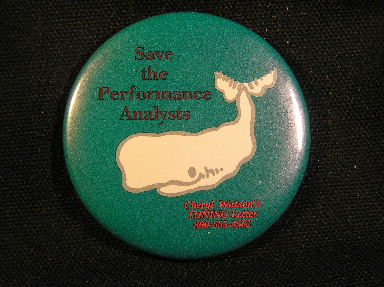 Save
the
Performance
Analysts
Cheryl Watson's
TUNING Letter